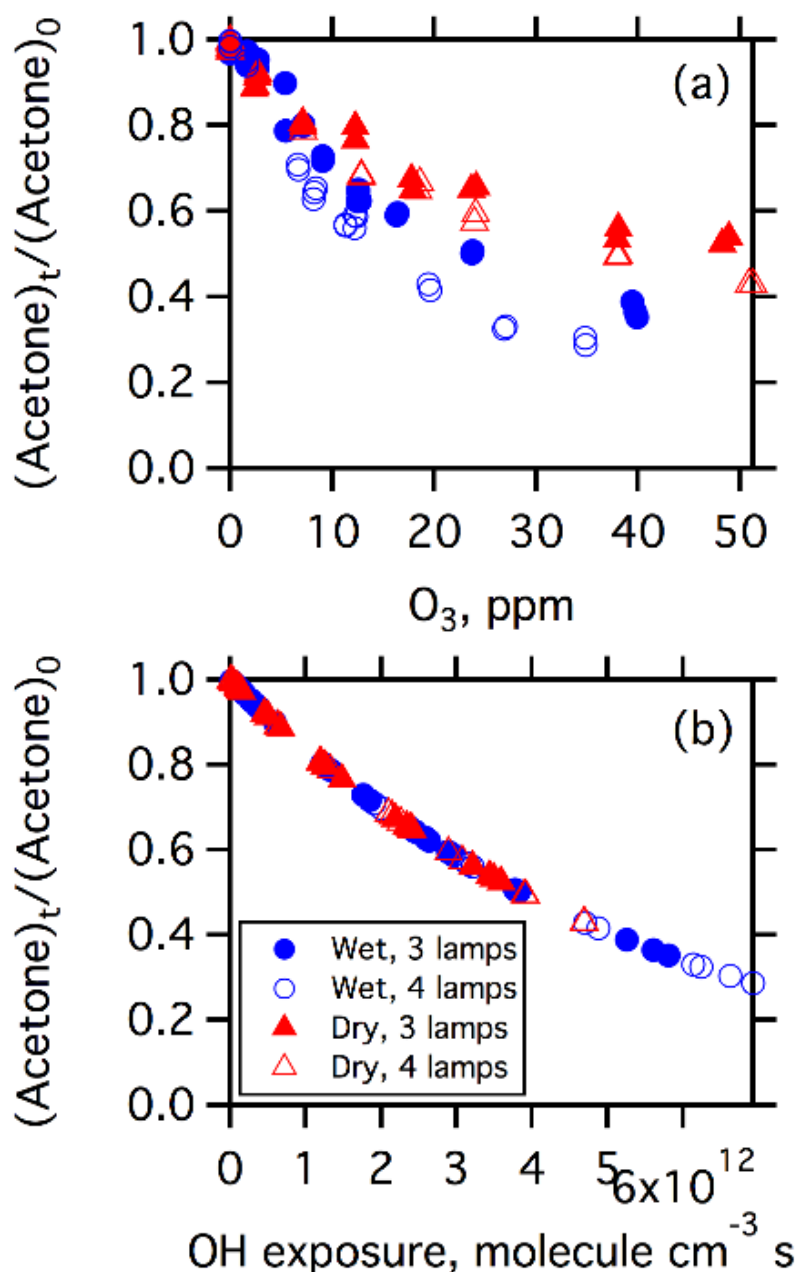 (Acetone)t/(Acetone)0
1.0
0.8
0.6
0.4
0.2
0.0
(a)
0 10 20 30 40 50
O3, ppm
(Acetone)t/(Acetone)0
1.0
0.8
0.6
0.4
0.2
0.0
(b)
Wet, 3 lamps
Wet, 4 lamps
Dry, 3 lamps
Dry, 4 lamps
0 1 2 3 4 5 6x10^12
OH exposure, molecule cm^-3 s